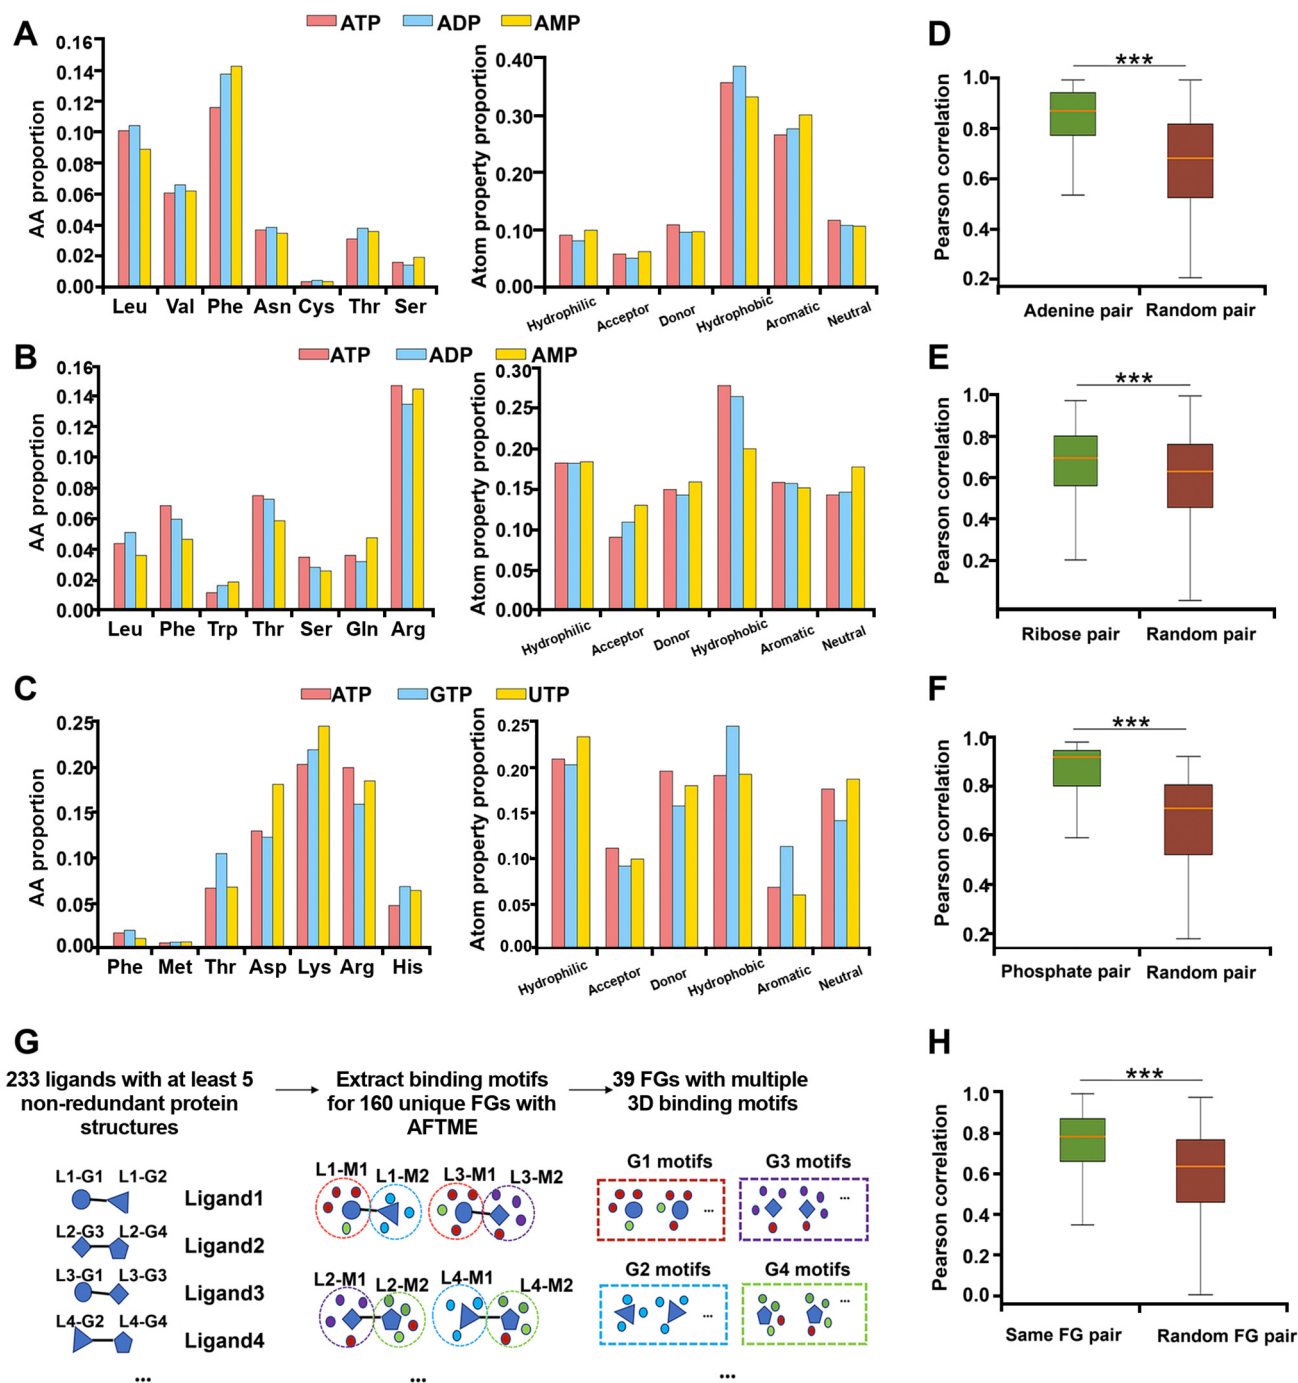 A
ATP ADP AMP
AA proportion
0.16
0.14
0.12
0.10
0.08
0.06
0.04
0.02
0.00
Leu Val Phe Asn Cys Thr Ser
Atom property proportion
0.40
0.30
0.20
0.10
0.00
Hydrophilic Acceptor Donor Hydrophobic Aromatic Neutral
D
***
Pearson correlation
1.0
0.8
0.6
0.4
0.2
Adenine pair Random pair
B
ATP ADP AMP
AA proportion
0.16
0.14
0.12
0.10
0.08
0.06
0.04
0.02
0.00
Leu Phe Trp Thr Ser Gln Arg
Atom property proportion
0.30
0.25
0.20
0.15
0.10
0.05
0.00
Hydrophilic Acceptor Donor Hydrophobic Aromatic Neutral
E
***
Pearson correlation
1.0
0.8
0.6
0.4
0.2
Ribose pair Random pair
C
ATP GTP UTP
AA proportion
0.25
0.20
0.15
0.10
0.05
0.00
Phe Met Thr Asp Lys Arg His
Atom property proportion
0.25
0.20
0.15
0.10
0.05
0.00
Hydrophilic Acceptor Donor Hydrophobic Aromatic Neutral
F
***
Pearson correlation
1.0
0.8
0.6
0.4
0.2
Phosphate pair Random pair
G
233 ligands with at least 5
non-redundant protein
structures
Extract binding motifs
for 160 unique FGs with
AFTME
39 FGs with multiple
3D binding motifs
L1-G1 L1-G2
Ligand1
L2-G3 L2-G4
Ligand2
L3-G1 L3-G3
Ligand3
L4-G2 L4-G4
Ligand4
...
L1-M1 L1-M2 L3-M1 L3-M2
L2-M1 L2-M2 L4-M1 L4-M2
...
G1 motifs G3 motifs
... ...
G2 motifs G4 motifs
... ...
...
H
***
Pearson correlation
1.0
0.8
0.6
0.4
0.2
0.0
Same FG pair Random FG pair